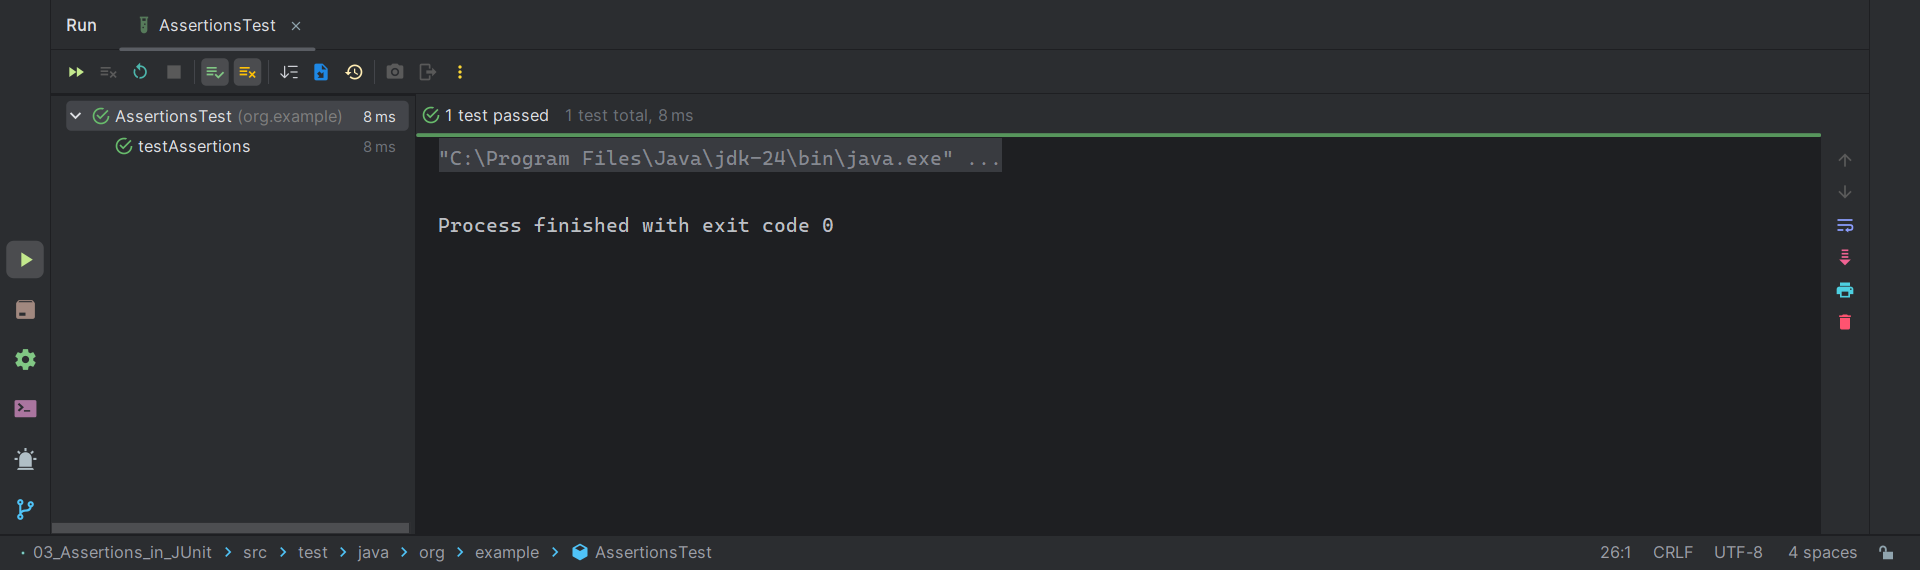 Run AssertionsTest
AssertionsTest (org.example) 8 ms
testAssertions 8 ms
1 test passed 1 test total, 8 ms
"C:\Program Files\Java\jdk-24\bin\java.exe" ...
Process finished with exit code 0
03_Assertions_in_JUnit > src > test > java > org > example > AssertionsTest
26:1 CRLF UTF-8 4 spaces